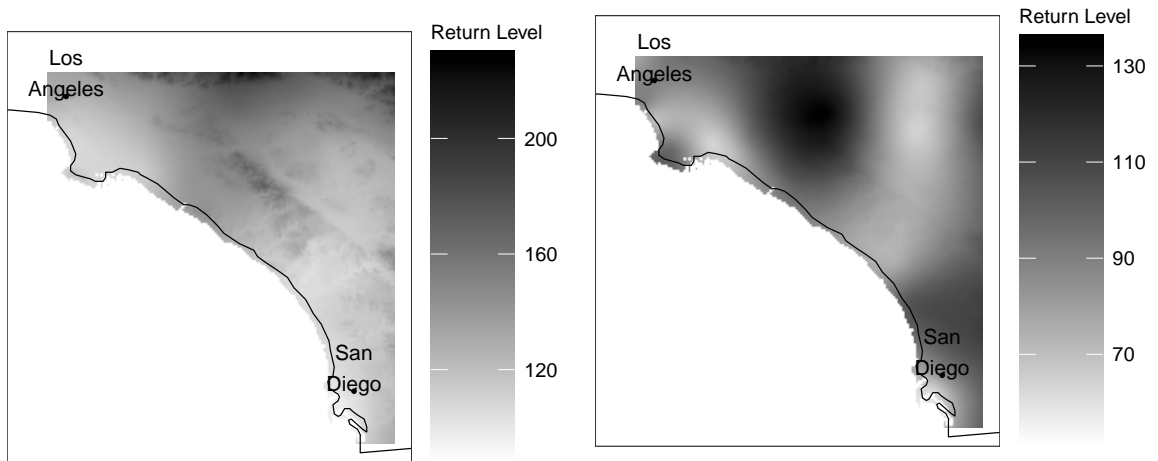 Los
Angeles
San
Diego
Return Level
200
160
120
Los
Angeles
San
Diego
Return Level
130
110
90
70